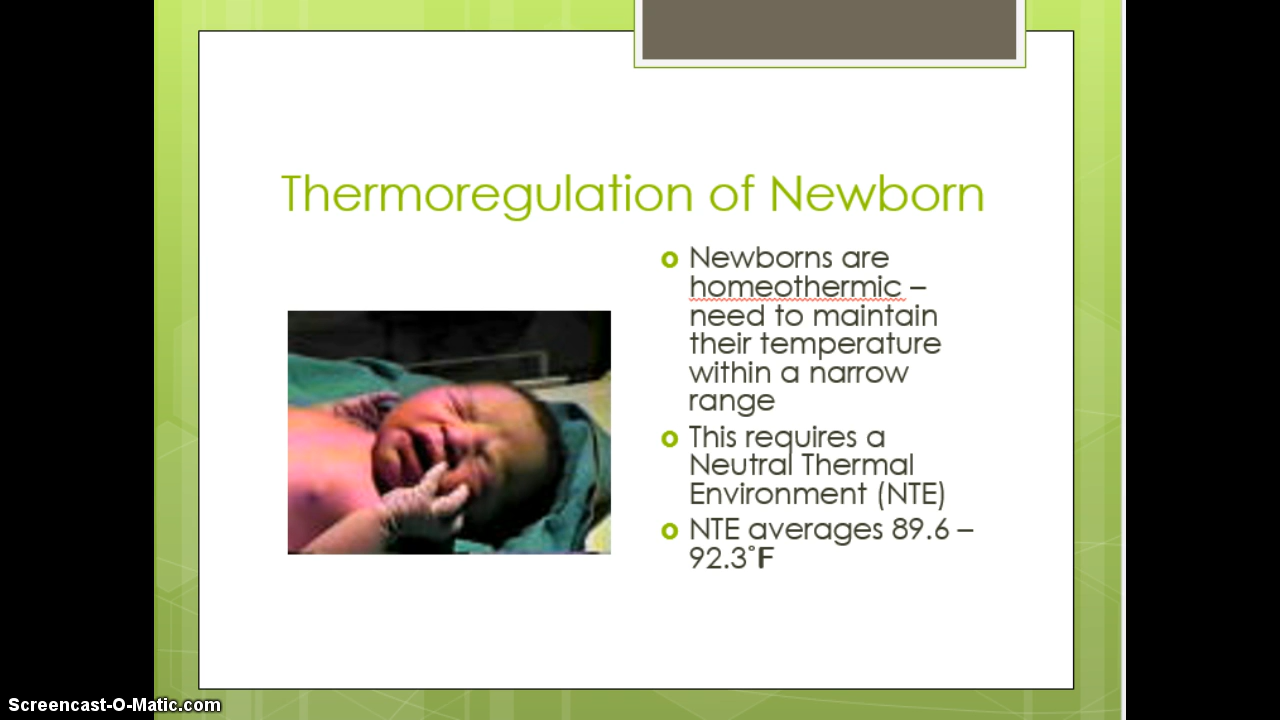 Thermoregulation of Newborn
o Newborns are
homeothermic –
need to maintain
their temperature
within a narrow
range
o This requires a
Neutral Thermal
Environment (NTE)
o NTE averages 89.6 –
92.3˚F
Screencast-O-Matic.com